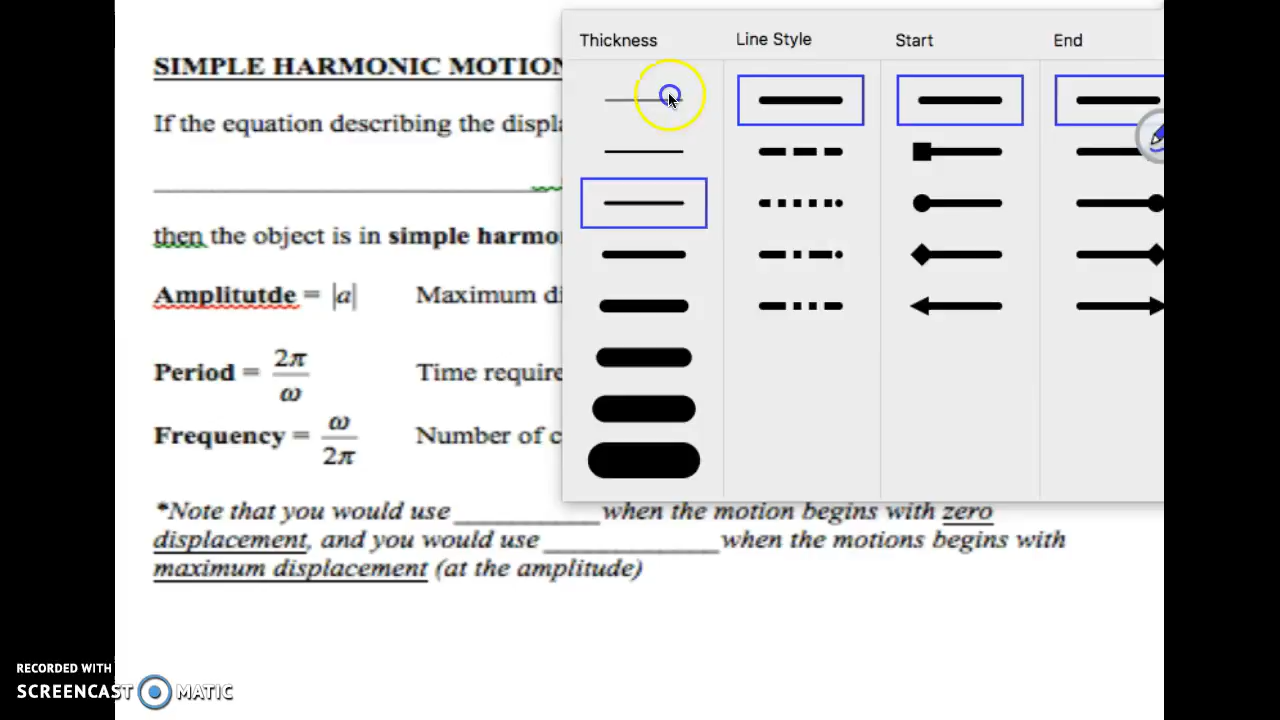 SIMPLE HARMONIC MOTION
If the equation describing the displa
then the object is in simple harmo
Amplitutde = |a| Maximum di
Period = 2π/ω Time require
Frequency = ω/2π Number of c
*Note that you would use ____________ when the motion begins with zero
displacement, and you would use ______________ when the motions begins with
maximum displacement (at the amplitude)
Thickness Line Style Start End
RECORDED WITH
SCREENCAST MATIC